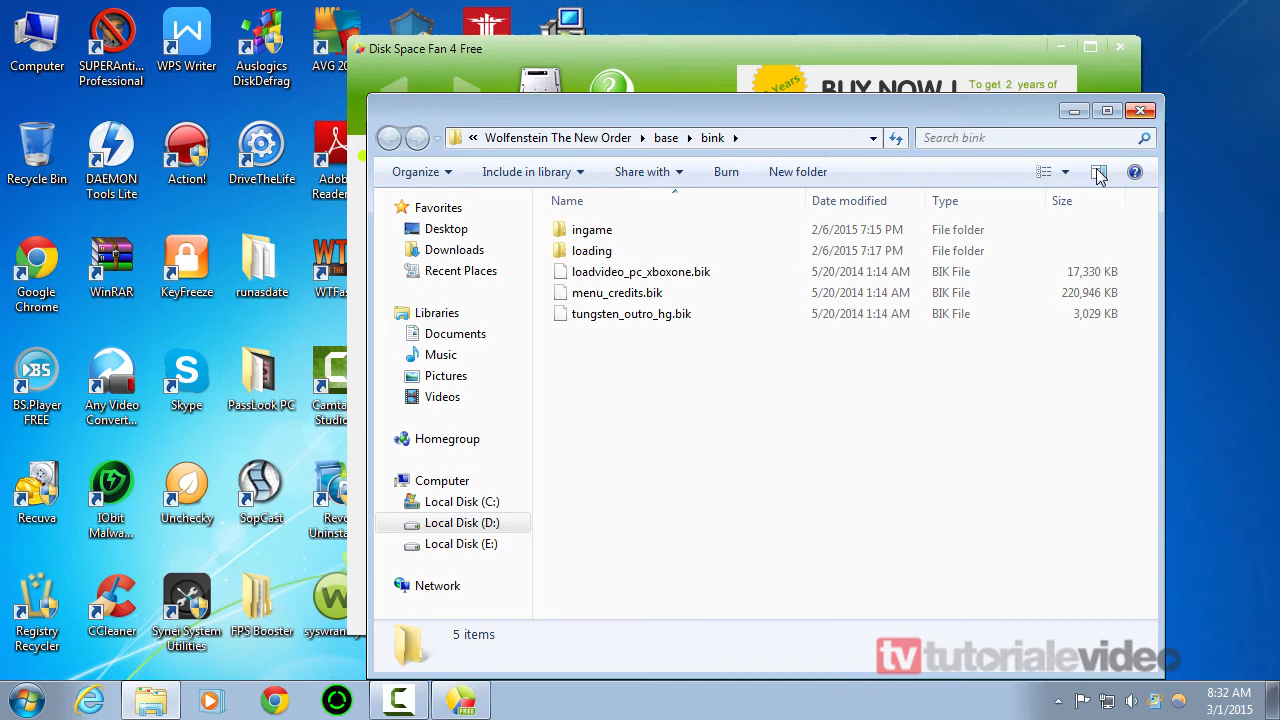 Computer
SUPERAnti...
Professional
WPS Writer
Auslogics
DiskDefrag
AVG 20
Recycle Bin
DAEMON
Tools Lite
Action!
DriveTheLife
Adob
Reader
Google
Chrome
WinRAR
KeyFreeze
runasdate
WTFas
BS.Player
FREE
Any Video
Convert...
Skype
PassLook PC
Camta
Studio
Recuva
IObit
Malwa...
Unchecky
SopCast
Revo
Uninsta
Registry
Recycler
CCleaner
Synei System
Utilities
FPS Booster
syswran
Disk Space Fan 4 Free
Years
BUY NOW !
To get 2 years of
« Wolfenstein The New Order base bink
Search bink
Organize Include in library Share with Burn New folder
Favorites
Desktop
Downloads
Recent Places
Libraries
Documents
Music
Pictures
Videos
Homegroup
Computer
Local Disk (C:)
Local Disk (D:)
Local Disk (E:)
Network
Name Date modified Type Size
ingame 2/6/2015 7:15 PM File folder
loading 2/6/2015 7:17 PM File folder
loadvideo_pc_xboxone.bik 5/20/2014 1:14 AM BIK File 17,330 KB
menu_credits.bik 5/20/2014 1:14 AM BIK File 220,946 KB
tungsten_outro_hg.bik 5/20/2014 1:14 AM BIK File 3,029 KB
5 items
tv tutorialevideo
FREE
8:32 AM
3/1/2015